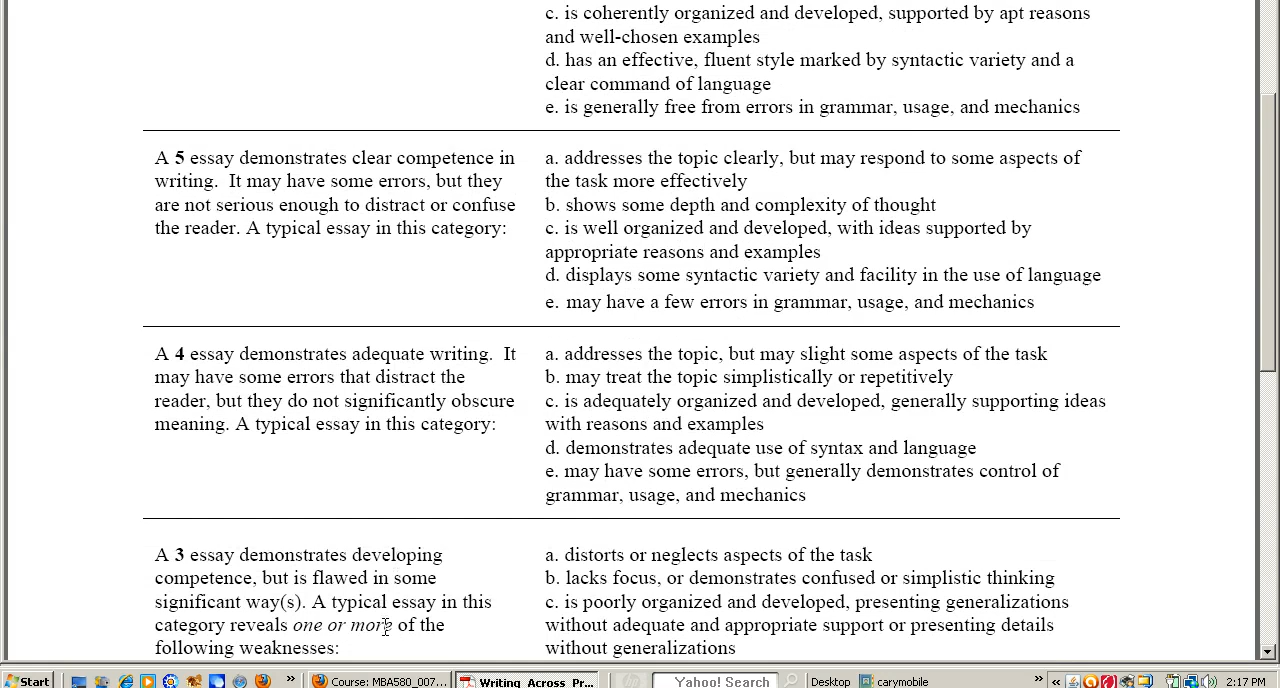 c. is coherently organized and developed, supported by apt reasons
and well-chosen examples
d. has an effective, fluent style marked by syntactic variety and a
clear command of language
e. is generally free from errors in grammar, usage, and mechanics
A 5 essay demonstrates clear competence in
writing.  It may have some errors, but they
are not serious enough to distract or confuse
the reader. A typical essay in this category:
a. addresses the topic clearly, but may respond to some aspects of
the task more effectively
b. shows some depth and complexity of thought
c. is well organized and developed, with ideas supported by
appropriate reasons and examples
d. displays some syntactic variety and facility in the use of language
e. may have a few errors in grammar, usage, and mechanics
A 4 essay demonstrates adequate writing.  It
may have some errors that distract the
reader, but they do not significantly obscure
meaning. A typical essay in this category:
a. addresses the topic, but may slight some aspects of the task
b. may treat the topic simplistically or repetitively
c. is adequately organized and developed, generally supporting ideas
with reasons and examples
d. demonstrates adequate use of syntax and language
e. may have some errors, but generally demonstrates control of
grammar, usage, and mechanics
A 3 essay demonstrates developing
competence, but is flawed in some
significant way(s). A typical essay in this
category reveals one or more of the
following weaknesses:
a. distorts or neglects aspects of the task
b. lacks focus, or demonstrates confused or simplistic thinking
c. is poorly organized and developed, presenting generalizations
without adequate and appropriate support or presenting details
without generalizations
Start
Course: MBA580_007...
Writing Across Pr...
Yahoo! Search
Desktop
carymobile
2:17 PM